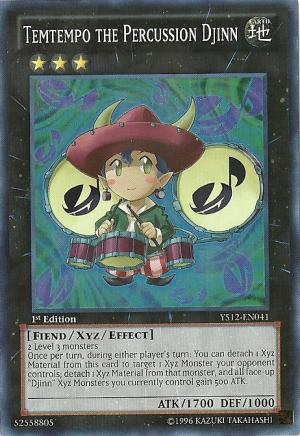 TEMTEMPO THE PERCUSSION DJINN
EARTH
地
1st Edition
YS12-EN041
[FIEND/XYZ/EFFECT]
2 Level 3 monsters
Once per turn, during either player's turn: You can detach 1 Xyz
Material from this card to target 1 Xyz Monster your opponent
controls; detach 1 Xyz Material from that monster, and all face-up
"Djinn" Xyz Monsters you currently control gain 500 ATK.
ATK/1700 DEF/1000
52558805
©1996 KAZUKI TAKAHASHI